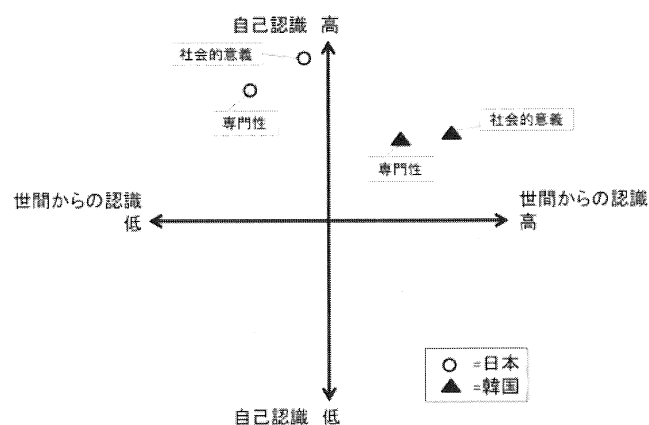 自己認識 高
社会的意義
専門性
社会的意義
専門性
世間からの認識
低
世間からの認識
高
=日本
=韓国
自己認識 低